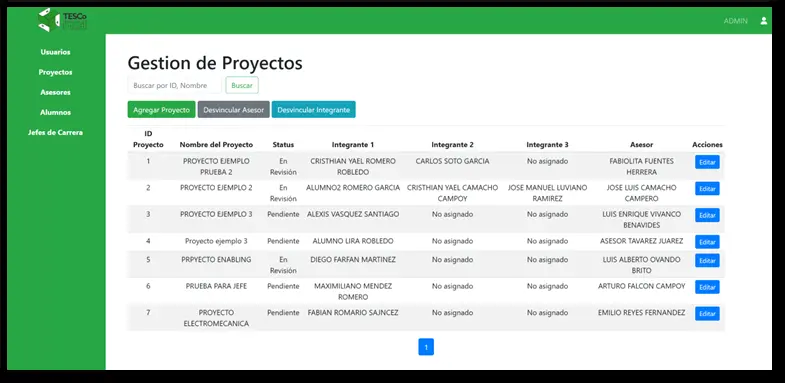 TESCo
ADMIN
Usuarios
Proyectos
Asesores
Alumnos
Jefes de Carrera
Gestion de Proyectos
Buscar por ID, Nombre Buscar
Agregar Proyecto Desvincular Asesor Desvincular Integrante
ID
Proyecto Nombre del Proyecto Status Integrante 1 Integrante 2 Integrante 3 Asesor Acciones
1 PROYECTO EJEMPLO En CRISTHIAN YAEL ROMERO CARLOS SOTO GARCIA No asignado FABIOLITA FUENTES Editar
PRUEBA 2 Revisión ROBLEDO HERRERA
2 PROYECTO EJEMPLO 2 En ALUMNO2 ROMERO GARCIA CRISTHIAN YAEL CAMACHO JOSE MANUEL LUVIANO JOSE LUIS CAMACHO Editar
Revisión CAMPOY RAMIREZ CAMPERO
3 PROYECTO EJEMPLO 3 Pendiente ALEXIS VASQUEZ SANTIAGO No asignado No asignado LUIS ENRIQUE VIVANCO Editar
BENAVIDES
4 Proyecto ejemplo 3 Pendiente ALUMNO LIRA ROBLEDO No asignado No asignado ASESOR TAVAREZ JUAREZ Editar
5 PRPYECTO ENABLING En DIEGO FARFAN MARTINEZ No asignado No asignado LUIS ALBERTO OVANDO Editar
Revisión BRITO
6 PRUEBA PARA JEFE Pendiente MAXIMILIANO MENDEZ No asignado No asignado ARTURO FALCON CAMPOY Editar
ROMERO
7 PROYECTO Pendiente FABIAN ROMARIO SAJNCEZ No asignado No asignado EMILIO REYES FERNANDEZ Editar
ELECTROMECANICA
1